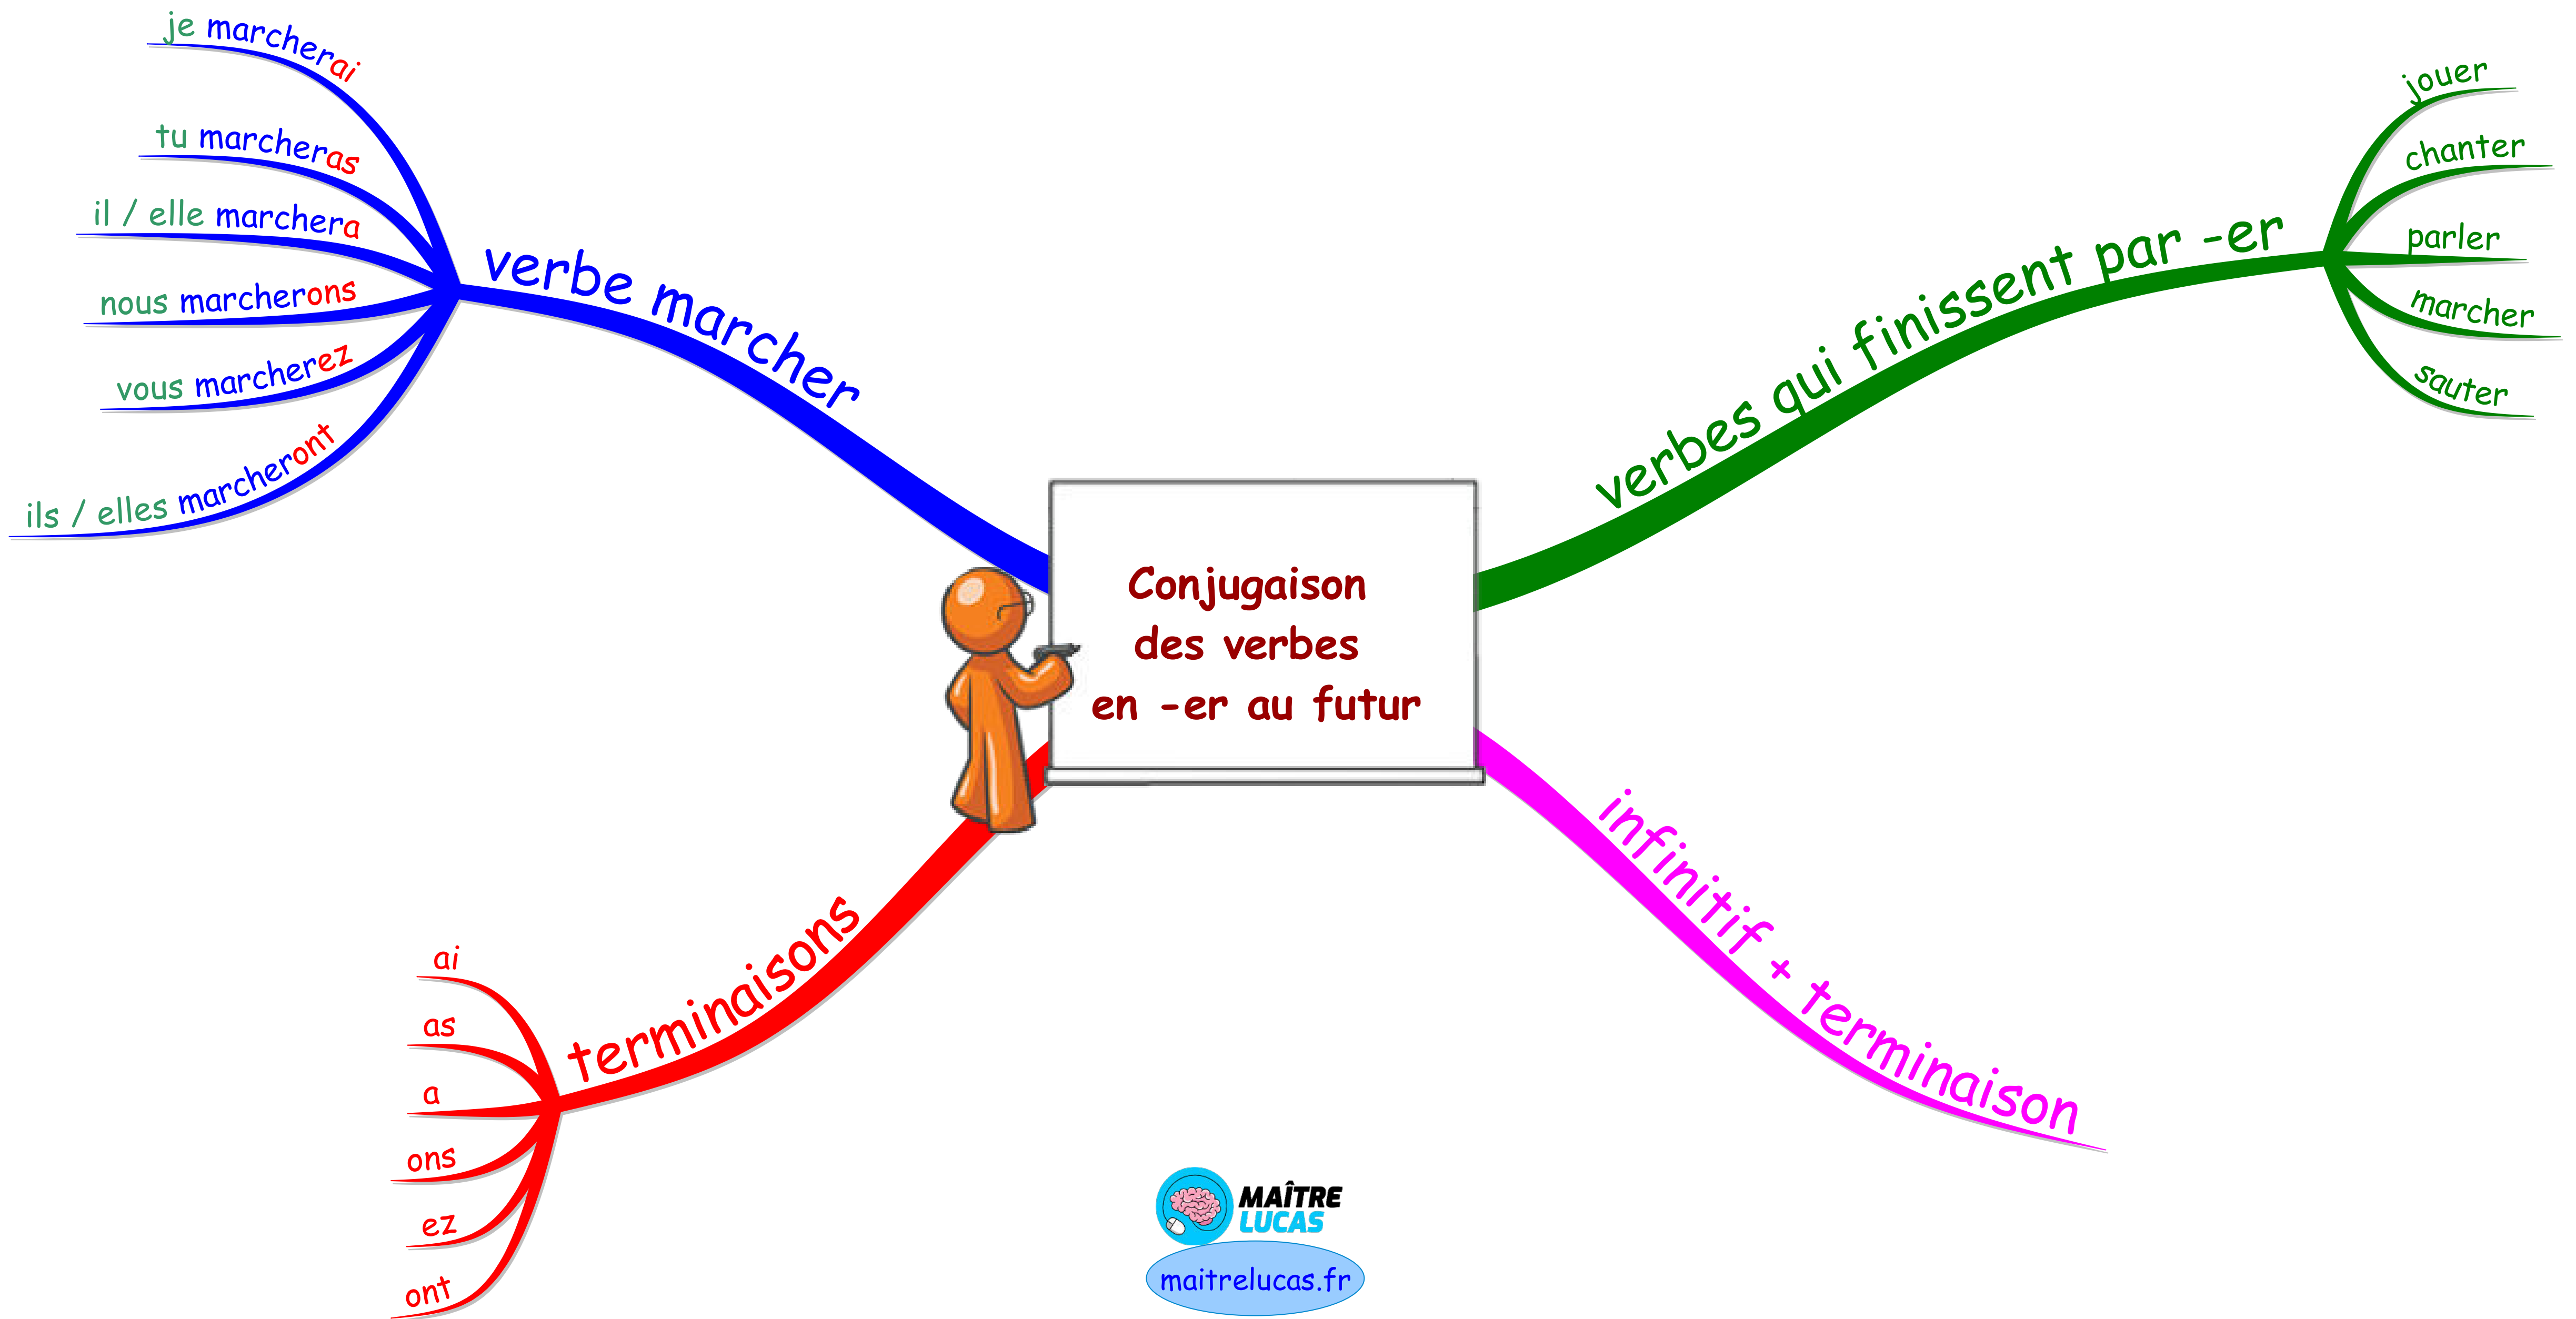 Conjugaison
des verbes
en -er au futur
verbes qui finissent par -er
jouer
chanter
parler
marcher
sauter
infinitif + terminaison
terminaisons
ai
as
a
ons
ez
ont
verbe marcher
je marcherai
tu marcheras
il / elle marchera
nous marcherons
vous marcherez
ils / elles marcheront
MAÎTRE
LUCAS
maitrelucas.fr